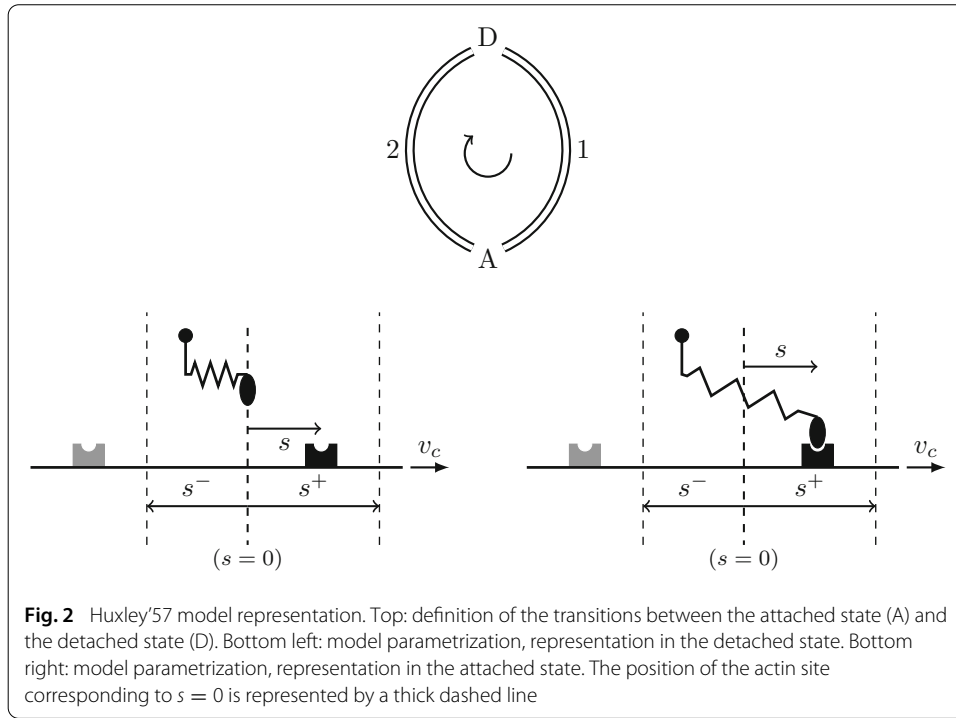 D
2 1
A
s s
v_c v_c
s^- s^+ s^- s^+
(s = 0) (s = 0)
Fig. 2 Huxley'57 model representation. Top: definition of the transitions between the attached state (A) and
the detached state (D). Bottom left: model parametrization, representation in the detached state. Bottom
right: model parametrization, representation in the attached state. The position of the actin site
corresponding to s = 0 is represented by a thick dashed line